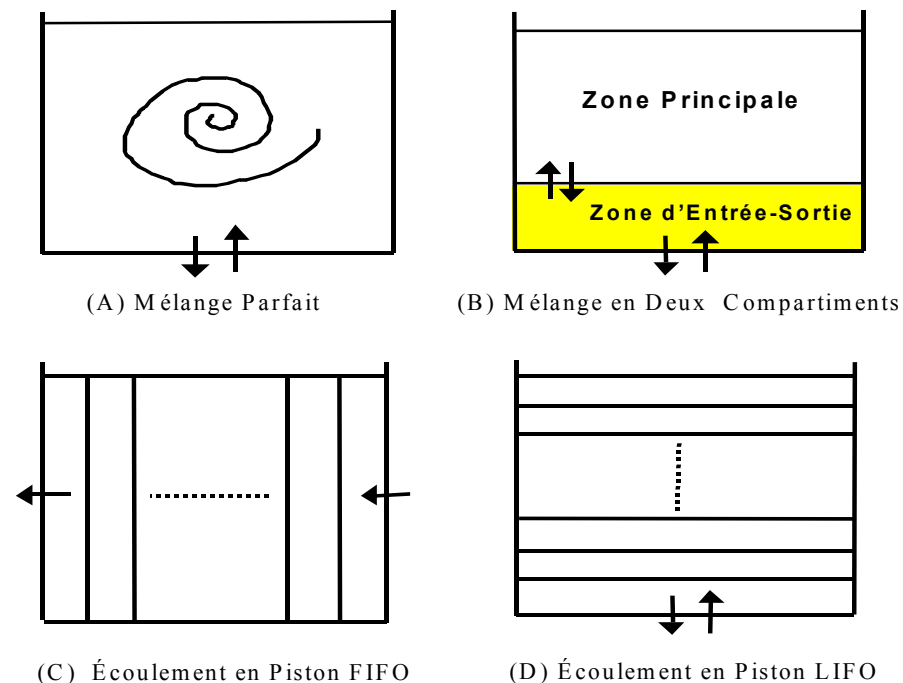 Zone Principale
Zone d'Entrée-Sortie
(A) Mélange Parfait
(B) Mélange en Deux Compartiments
(C) Écoulement en Piston FIFO
(D) Écoulement en Piston LIFO